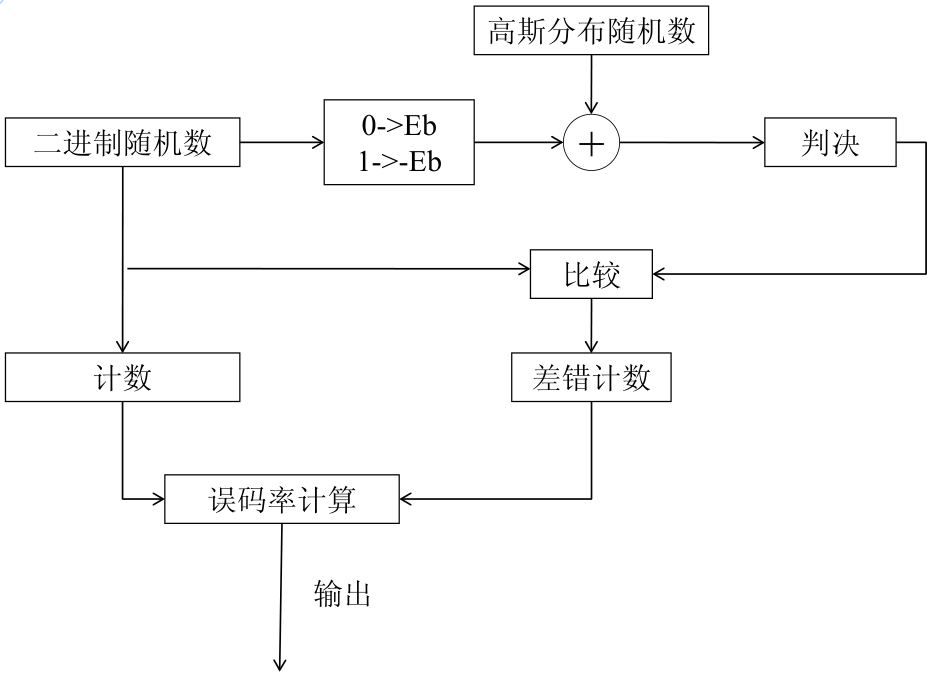 高斯分布随机数
二进制随机数
0->Eb
1->-Eb
+
判决
比较
计数
差错计数
误码率计算
输出